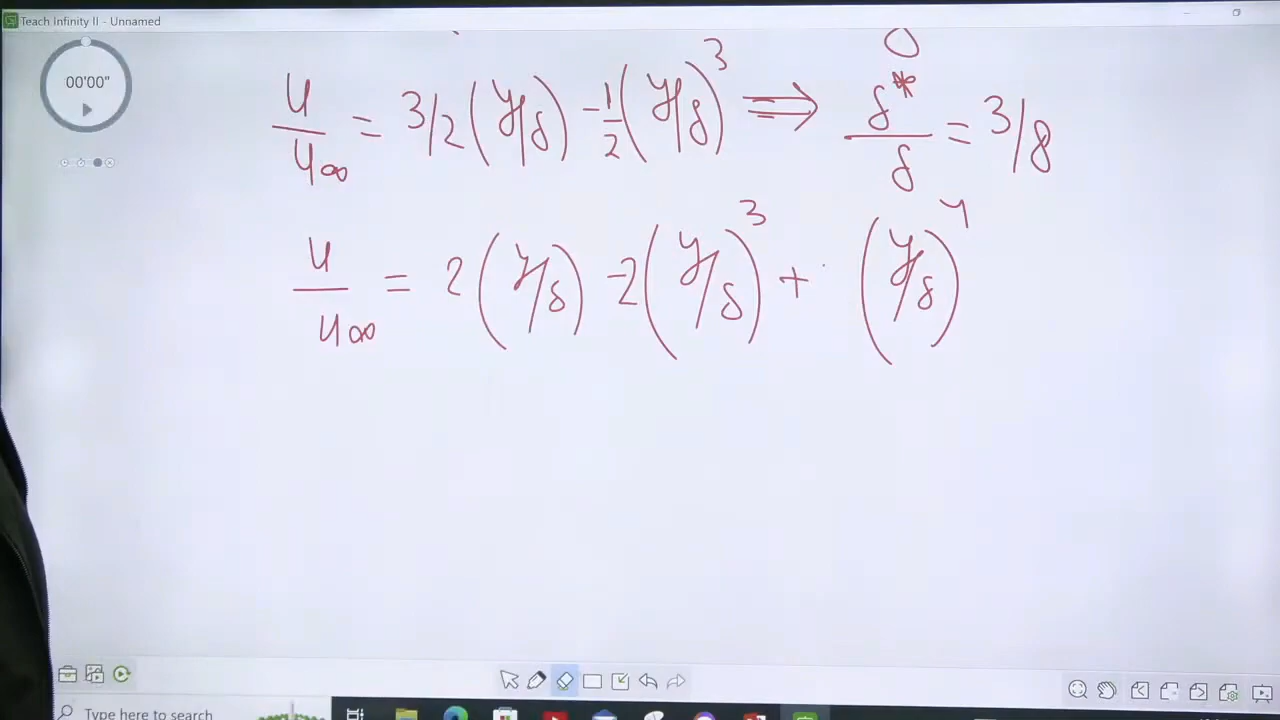 Teach Infinity II - Unnamed
00'00"
u/u∞ = 3/2 (y/δ) - 1/2 (y/δ)^3 ⟹ δ*/δ = 3/8
u/u∞ = 2 (y/δ) - 2 (y/δ)^3 + (y/δ)^4
Type here to search